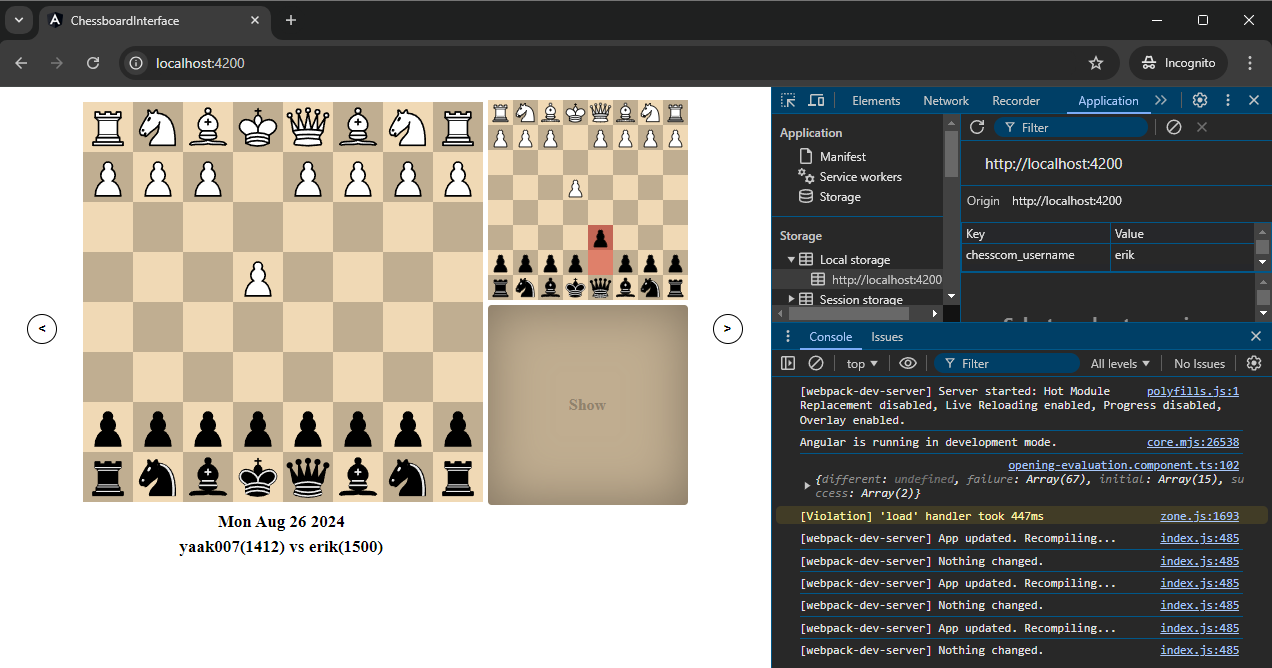 ChessboardInterface
localhost:4200
Incognito
Elements Network Recorder Application
Application
Manifest
Service workers
Storage
Storage
Local storage
http://localhost:4200
Session storage
Filter
http://localhost:4200
Origin http://localhost:4200
Key Value
chesscom_username erik
< >
Show
Mon Aug 26 2024
yaak007(1412) vs erik(1500)
Console Issues
top Filter All levels No Issues
[webpack-dev-server] Server started: Hot Module polyfills.js:1
Replacement disabled, Live Reloading enabled, Progress disabled,
Overlay enabled.
Angular is running in development mode. core.mjs:26538
opening-evaluation.component.ts:102
{different: undefined, failure: Array(67), initial: Array(15), su
ccess: Array(2)}
[Violation] 'load' handler took 447ms zone.js:1693
[webpack-dev-server] App updated. Recompiling... index.js:485
[webpack-dev-server] Nothing changed. index.js:485
[webpack-dev-server] App updated. Recompiling... index.js:485
[webpack-dev-server] Nothing changed. index.js:485
[webpack-dev-server] App updated. Recompiling... index.js:485
[webpack-dev-server] Nothing changed. index.js:485